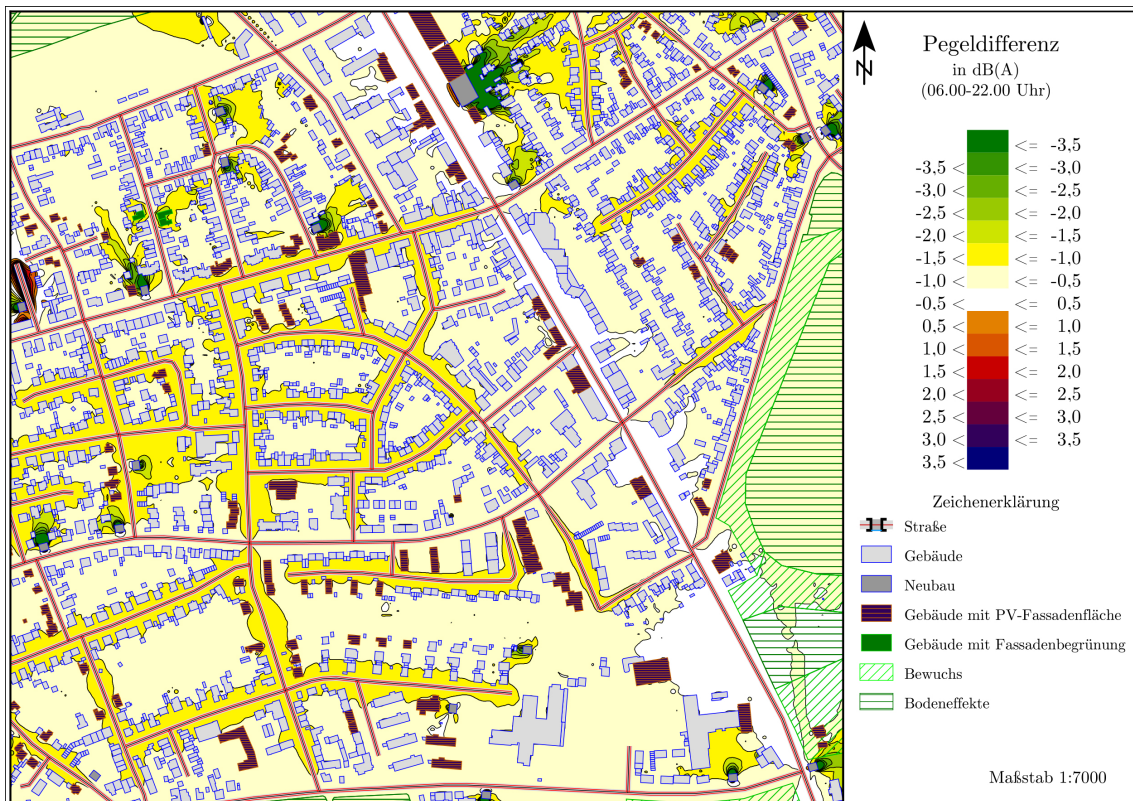 N
Pegeldifferenz
in dB(A)
(06.00-22.00 Uhr)
<= -3.5
-3.5 < <= -3.0
-3.0 < <= -2.5
-2.5 < <= -2.0
-2.0 < <= -1.5
-1.5 < <= -1.0
-1.0 < <= -0.5
-0.5 < <= 0.5
0.5 < <= 1.0
1.0 < <= 1.5
1.5 < <= 2.0
2.0 < <= 2.5
2.5 < <= 3.0
3.0 < <= 3.5
3.5 <
Zeichenerklärung
Straße
Gebäude
Neubau
Gebäude mit PV-Fassadenfläche
Gebäude mit Fassadenbegrünung
Bewuchs
Bodeneffekte
Maßstab 1:7000